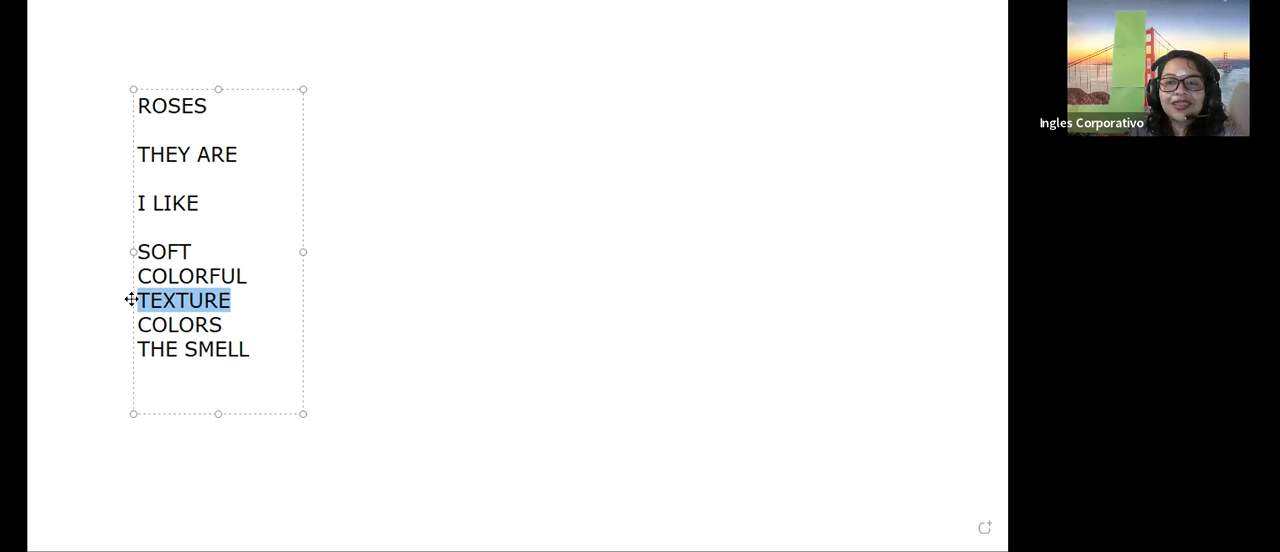 ROSES
THEY ARE
I LIKE
SOFT
COLORFUL
TEXTURE
COLORS
THE SMELL
Ingles Corporativo